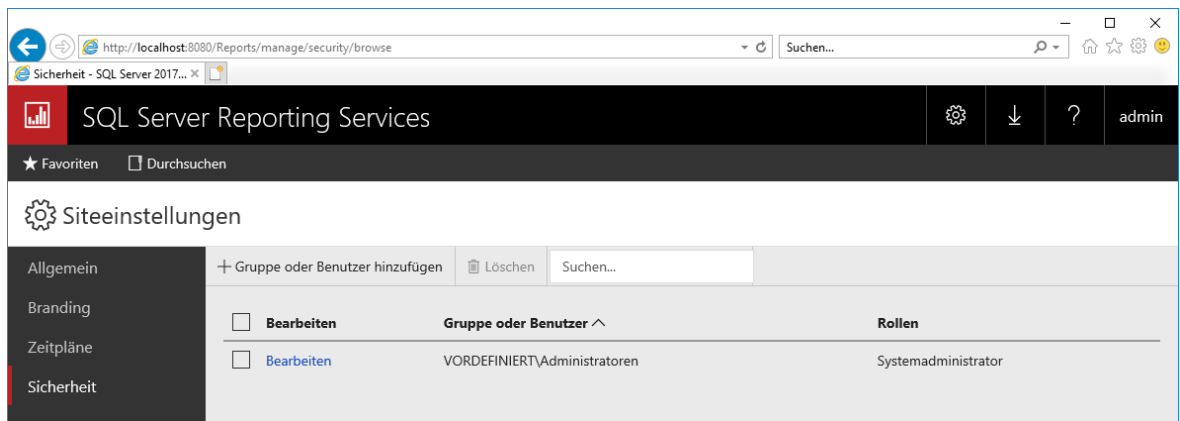 http://localhost:8080/Reports/manage/security/browse
Suchen...
Sicherheit - SQL Server 2017...
SQL Server Reporting Services
admin
Favoriten
Durchsuchen
Siteeinstellungen
Allgemein
Branding
Zeitpläne
Sicherheit
Gruppe oder Benutzer hinzufügen
Löschen
Suchen...
Bearbeiten Gruppe oder Benutzer Rollen
Bearbeiten VORDEFINIERT\Administratoren Systemadministrator